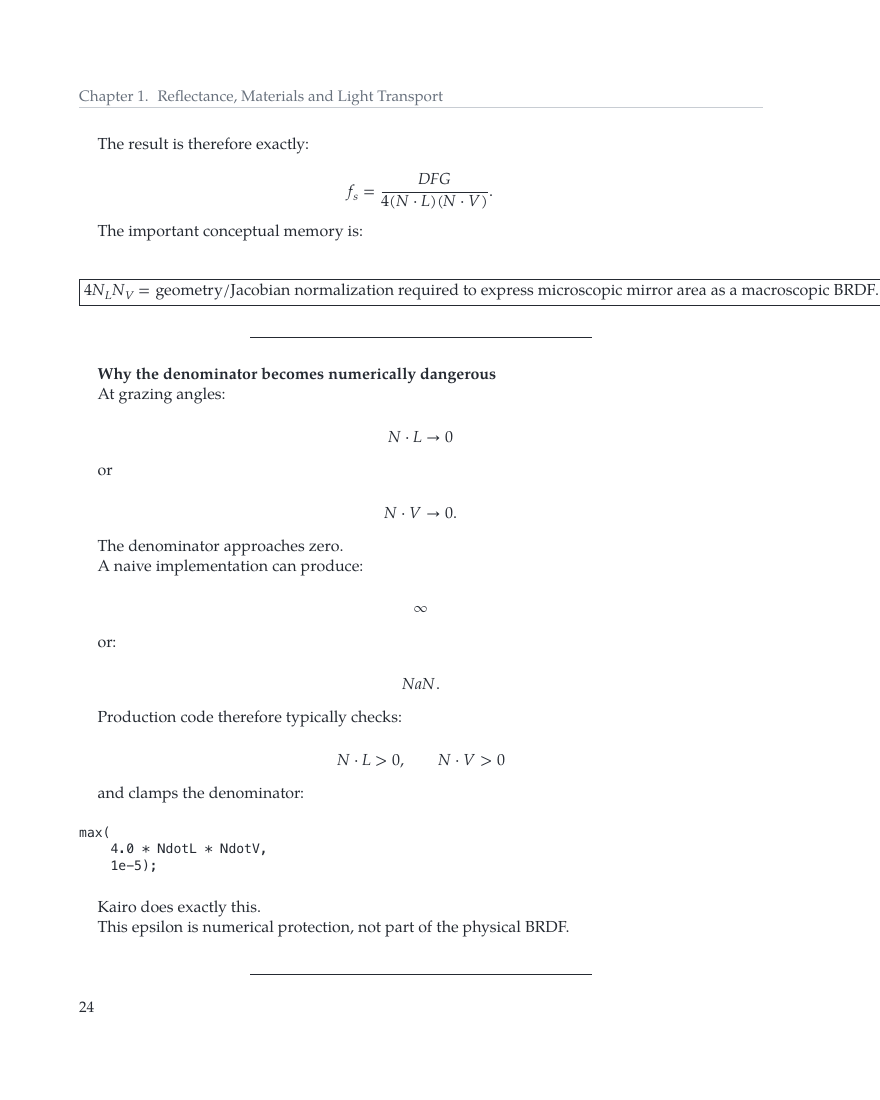 Chapter 1. Reflectance, Materials and Light Transport
The result is therefore exactly:
f_s = DFG / 4(N · L)(N · V).
The important conceptual memory is:
4N_L N_V = geometry/Jacobian normalization required to express microscopic mirror area as a macroscopic BRDF.
Why the denominator becomes numerically dangerous
At grazing angles:
N · L → 0
or
N · V → 0.
The denominator approaches zero.
A naive implementation can produce:
∞
or:
NaN.
Production code therefore typically checks:
N · L > 0, N · V > 0
and clamps the denominator:
max(
    4.0 * NdotL * NdotV,
    1e-5);
Kairo does exactly this.
This epsilon is numerical protection, not part of the physical BRDF.
24